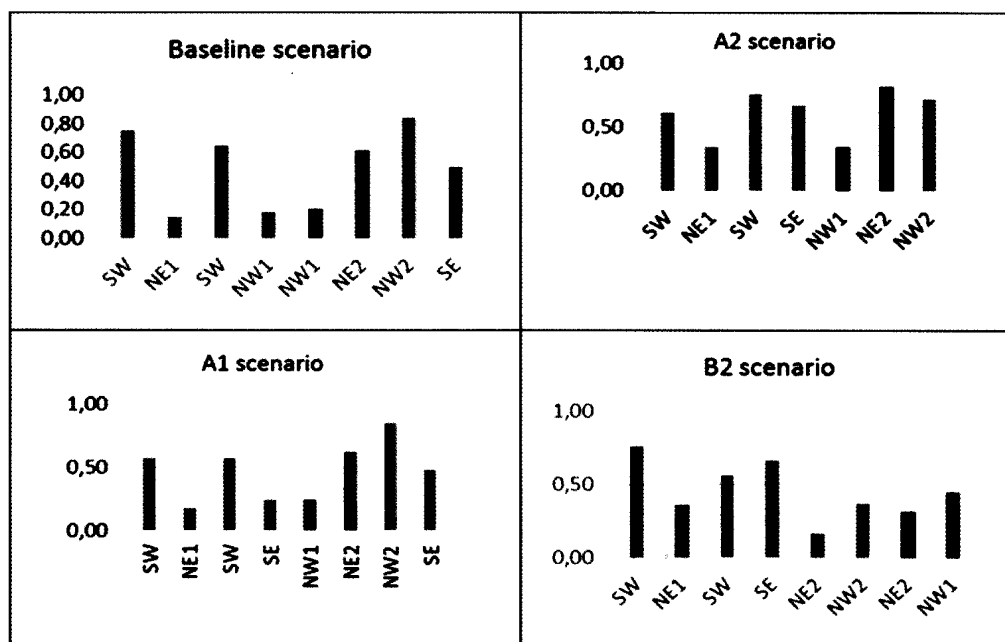 Baseline scenario
1,00
0,80
0,60
0,40
0,20
0,00
SW NE1 SW NW1 NW1 NE2 NW2 SE
A2 scenario
1,00
0,50
0,00
SW NE1 SW SE NW1 NE2 NW2
A1 scenario
1,00
0,50
0,00
SW NE1 SW SE NW1 NE2 NW2 SE
B2 scenario
1,00
0,50
0,00
SW NE1 SW SE NE2 NW2 NE2 NW1